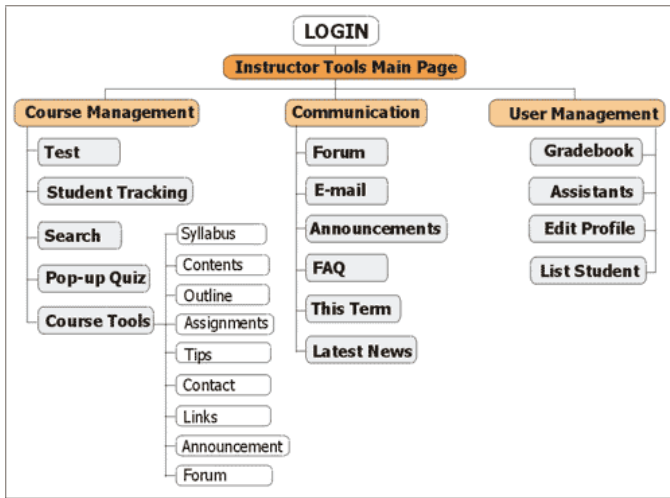 LOGIN
Instructor Tools Main Page
Course Management
Test
Student Tracking
Search
Pop-up Quiz
Course Tools
Syllabus
Contents
Outline
Assignments
Tips
Contact
Links
Announcement
Forum
Communication
Forum
E-mail
Announcements
FAQ
This Term
Latest News
User Management
Gradebook
Assistants
Edit Profile
List Student